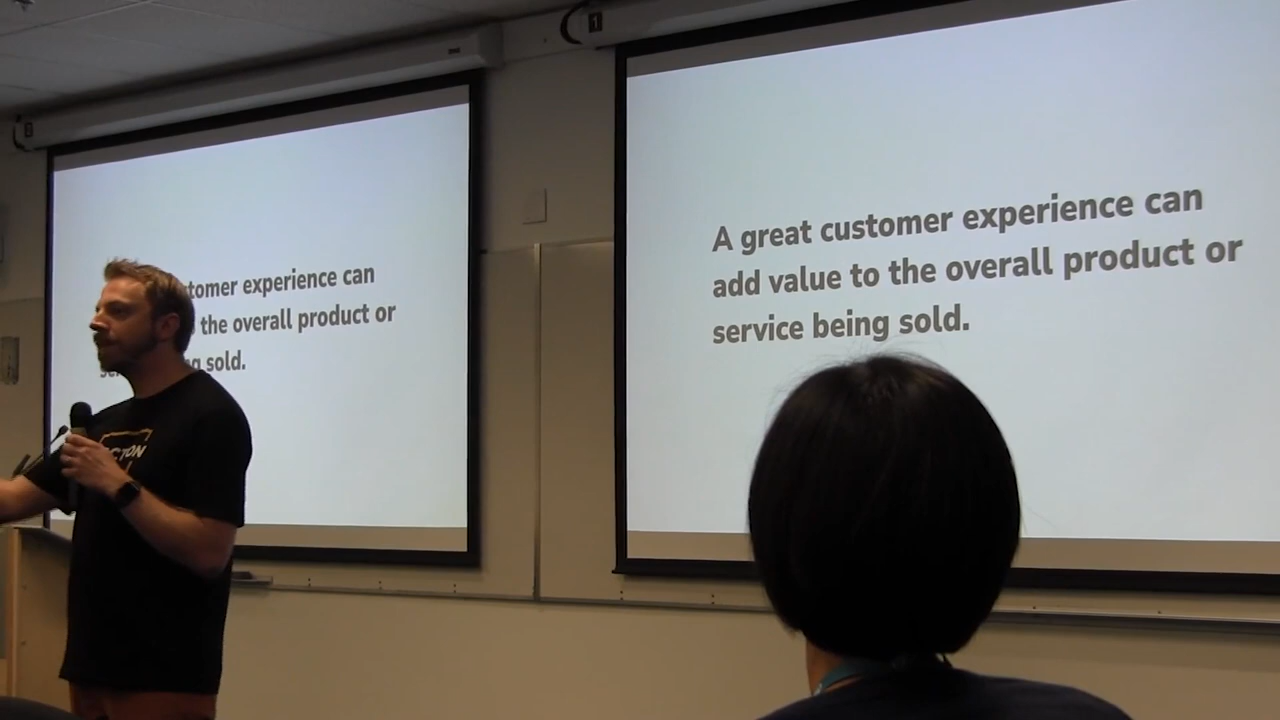 tomer experience can
the overall product or
ng sold.
A great customer experience can
add value to the overall product or
service being sold.